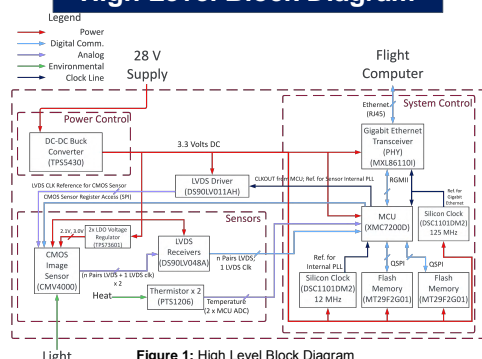 High Level Block Diagram
Legend
Power
Digital Comm.
Analog
Environmental
Clock Line
28 V
Supply
Flight
Computer
Ethernet
(RJ45)
System Control
Power Control
DC-DC Buck
Converter
(TPS5430)
3.3 Volts DC
Gigabit Ethernet
Transceiver
(PHY)
(MXL86110I)
LVDS Driver
(DS90LV011AH)
CLKOUT from MCU; Ref. for Sensor Internal PLL
RGMII
Ref. for
Gigabit
Ethernet
LVDS CLK Reference for CMOS Sensor
CMOS Sensor Register Access (SPI)
MCU
(XMC7200D)
Silicon Clock
(DSC1101DM2)
125 MHz
Sensors
2.1V, 3.0V
2x LDO Voltage
Regulator
(TPS73601)
LVDS
Receivers
(DS90LV048A)
n Pairs LVDS,
1 LVDS Clk
CMOS
Image
Sensor
(CMV4000)
(n Pairs LVDS + 1 LVDS clk)
x 2
Ref. for
Internal PLL
QSPI
QSPI
Heat
Thermistor x 2
(PTS1206)
Temperature
(2 x MCU ADC)
Silicon Clock
(DSC1101DM2)
12 MHz
Flash
Memory
(MT29F2G01)
Flash
Memory
(MT29F2G01)
Light
Figure 1: High Level Block Diagram